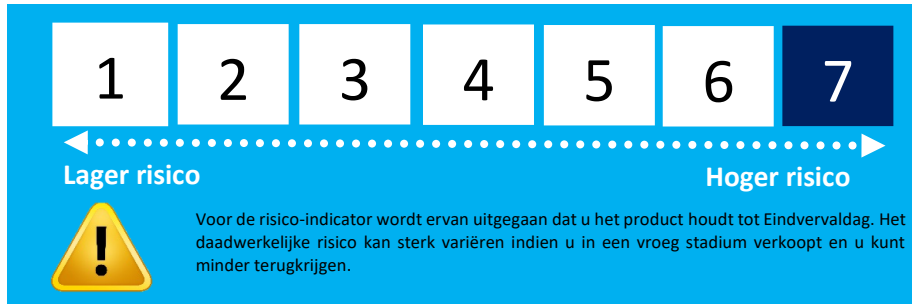 1 2 3 4 5 6 7
Lager risico Hoger risico
!
Voor de risico-indicator wordt ervan uitgegaan dat u het product houdt tot Eindvervaldag. Het
daadwerkelijke risico kan sterk variëren indien u in een vroeg stadium verkoopt en u kunt
minder terugkrijgen.